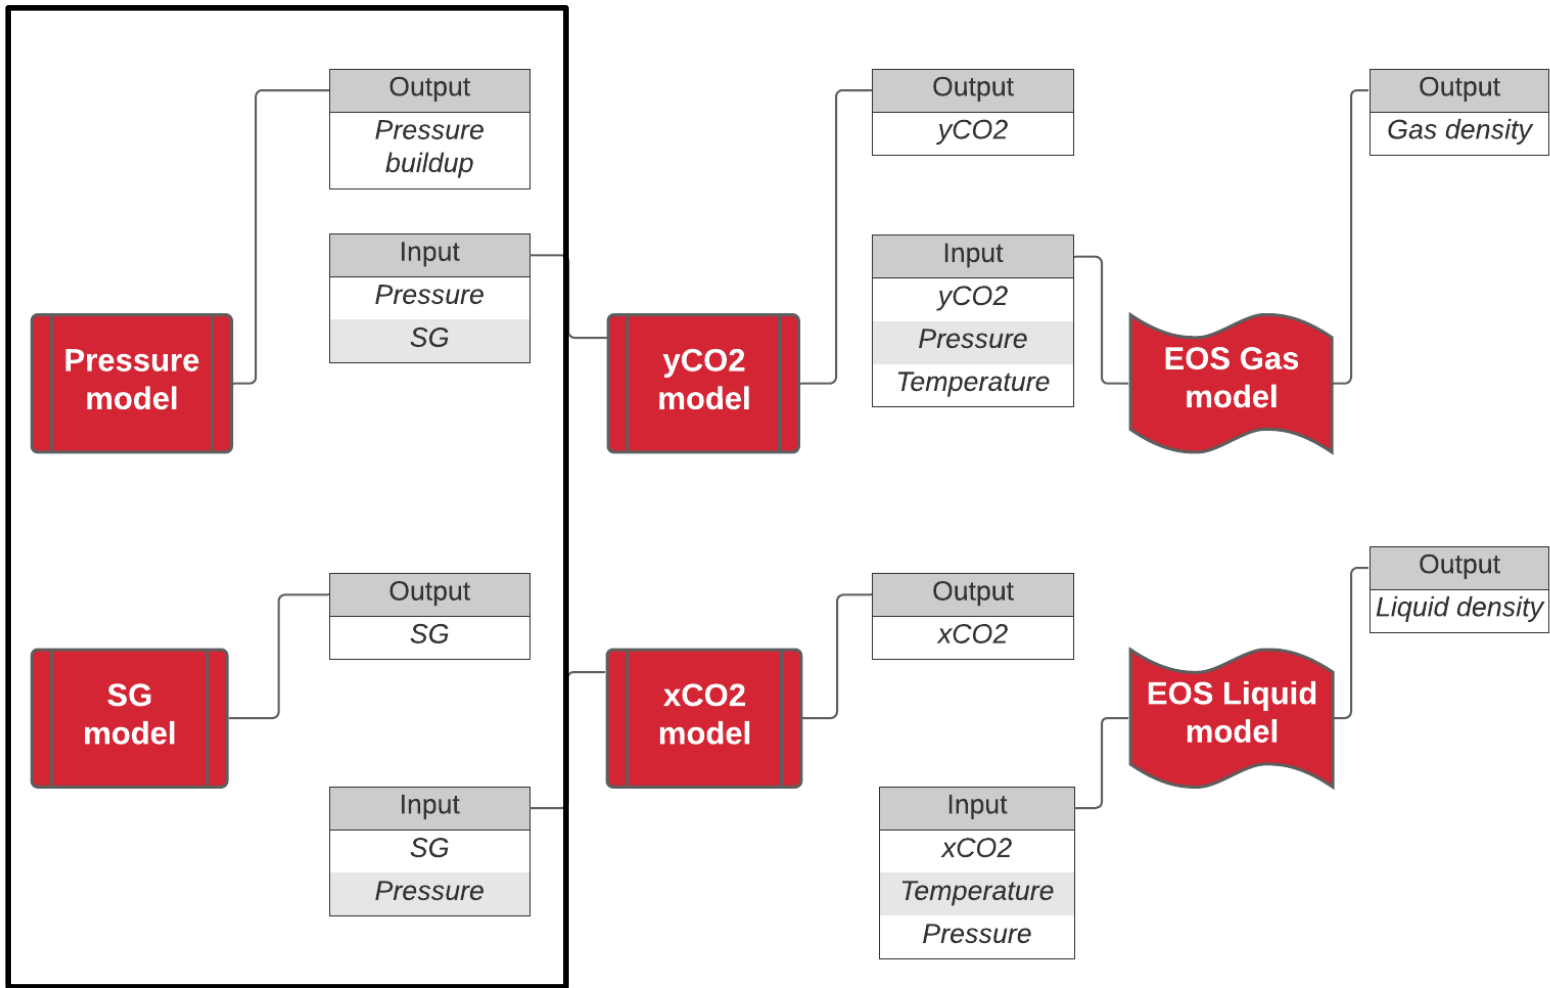 Output
Pressure
buildup
Input
Pressure
SG
Pressure
model
Output
yCO2
Input
yCO2
Pressure
Temperature
yCO2
model
Output
Gas density
EOS Gas
model
Output
SG
SG
model
Input
SG
Pressure
Output
xCO2
xCO2
model
Input
xCO2
Temperature
Pressure
Output
Liquid density
EOS Liquid
model